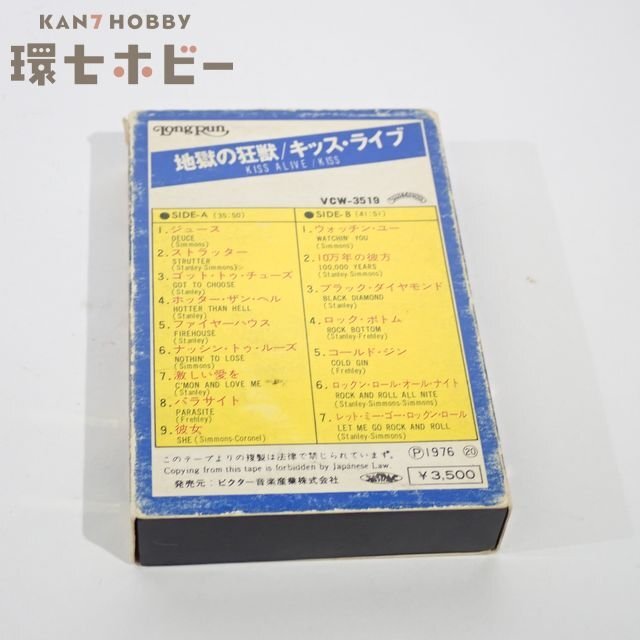 KAN7HOBBY
環七ホビー
Long Run
地獄の狂獣/キッス・ライブ
KISS ALIVE / KISS
VCW-3519
●SIDE-A (35:50)
1.ジュース
DEUCE
(Simmons)
2.ストラッター
STRUTTER
(Stanley-Simmons)
3.ゴット・トゥ・チューズ
GOT TO CHOOSE
(Stanley)
4.ホッター・ザン・ヘル
HOTTER THAN HELL
(Stanley)
5.ファイヤーハウス
FIREHOUSE
(Stanley)
6.ナッシン・トゥ・ルーズ
NOTHIN' TO LOSE
(Simmons)
7.激しい愛を
C'MON AND LOVE ME
(Stanley)
8.パラサイト
PARASITE
(Frehley)
9.彼女
SHE (Simmons-Coronel)
●SIDE-B (41:51)
1.ウォッチン・ユー
WATCHIN' YOU
(Simmons)
2.10万年の彼方
100,000 YEARS
(Stanley-Simmons)
3.ブラック・ダイヤモンド
BLACK DIAMOND
(Stanley)
4.ロック・ボトム
ROCK BOTTOM
(Stanley-Frehley)
5.コールド・ジン
COLD GIN
(Frehley)
6.ロックン・ロール・オール・ナイト
ROCK AND ROLL ALL NITE
(Stanley-Simmons)
7.レット・ミー・ゴー・ロックン・ロール
LET ME GO ROCK AND ROLL
(Stanley-Simmons)
このテープよりの複製は法律で禁じられています。
Copying from this tape is forbidden by Japanese Law.
発売元:ビクター音楽産業株式会社
Ⓟ1976 ⑳
¥3,500